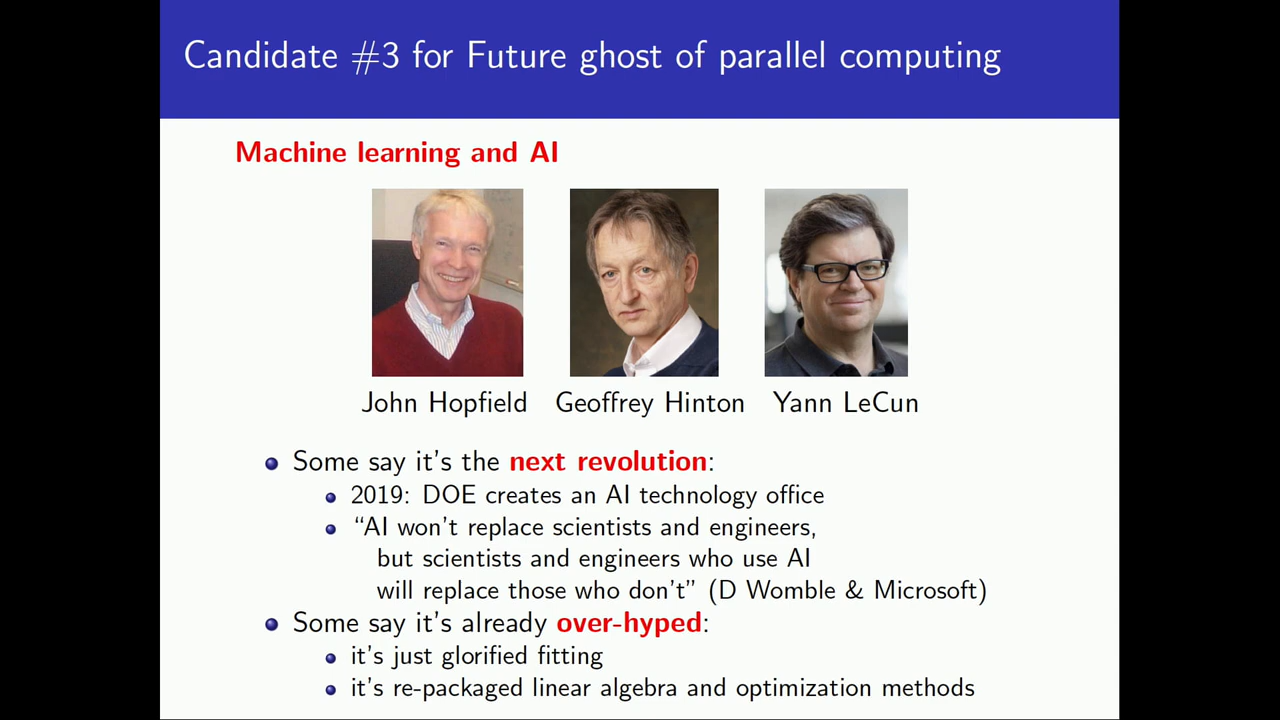 Candidate #3 for Future ghost of parallel computing
Machine learning and AI
John Hopfield Geoffrey Hinton Yann LeCun
Some say it's the next revolution:
2019: DOE creates an AI technology office
“AI won't replace scientists and engineers,
but scientists and engineers who use AI
will replace those who don't” (D Womble & Microsoft)
Some say it's already over-hyped:
it's just glorified fitting
it's re-packaged linear algebra and optimization methods